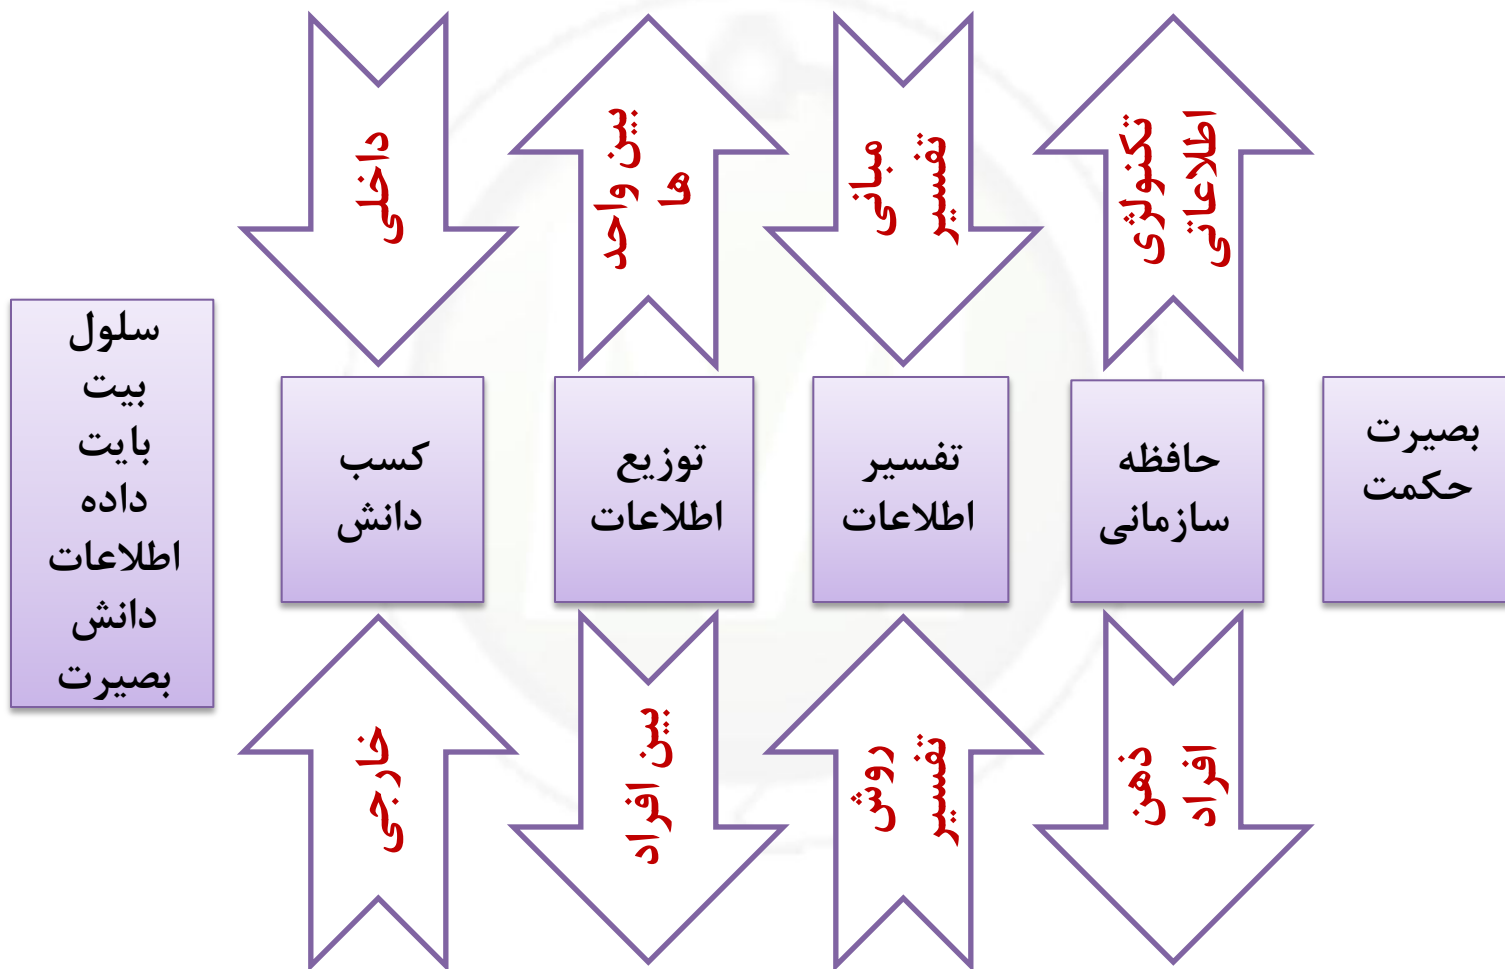 داخلی
بین واحد
ها
مبانی
تفسیر
تکنولژی
اطلاعاتی
سلول
بیت
بایت
داده
اطلاعات
دانش
بصیرت
کسب
دانش
توزیع
اطلاعات
تفسیر
اطلاعات
حافظه
سازمانی
بصیرت
حکمت
خارجی
بین افراد
روش
تفسیر
ذهن
افراد